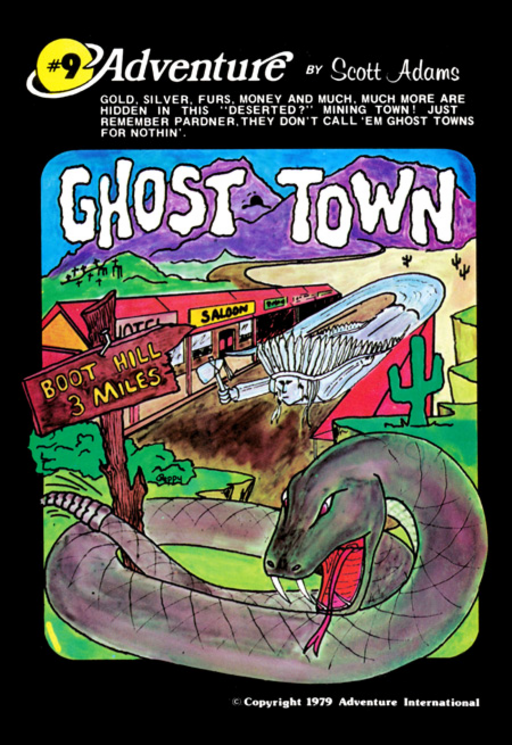 #9 Adventure BY Scott Adams
GOLD, SILVER, FURS, MONEY AND MUCH, MUCH MORE ARE
HIDDEN IN THIS "DESERTED?" MINING TOWN! JUST
REMEMBER PARDNER, THEY DON'T CALL 'EM GHOST TOWNS
FOR NOTHIN'.
GHOST TOWN
SALOON
HOTEL
BOOT HILL
3 MILES
© Copyright 1979 Adventure International